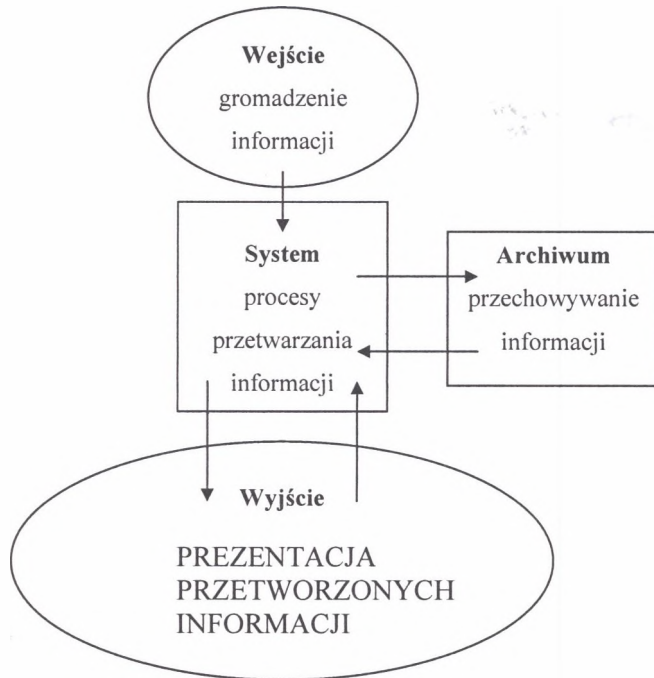 Wejście
gromadzenie
informacji
System
procesy
przetwarzania
informacji
Archiwum
przechowywanie
informacji
Wyjście
PREZENTACJA
PRZETWORZONYCH
INFORMACJI